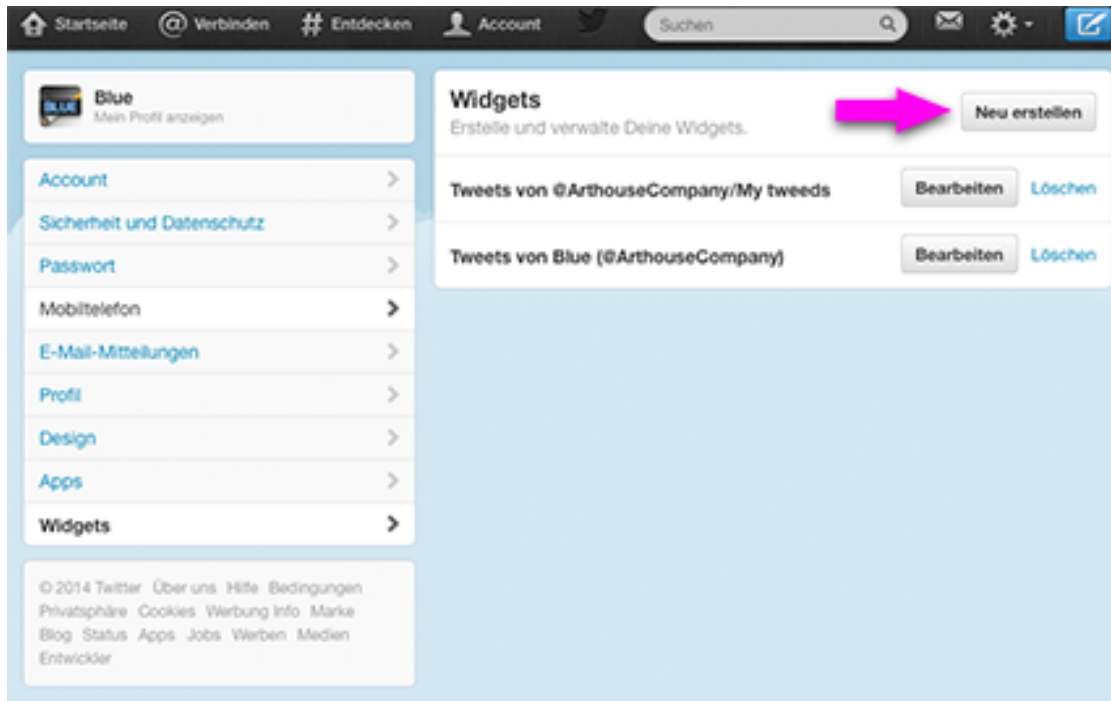 Startseite Verbinden Entdecken Account Suchen
BLUE
Blue
Mein Profil anzeigen
Account
Sicherheit und Datenschutz
Passwort
Mobiltelefon
E-Mail-Mitteilungen
Profil
Design
Apps
Widgets
© 2014 Twitter Über uns Hilfe Bedingungen
Privatsphäre Cookies Werbung Info Marke
Blog Status Apps Jobs Werben Medien
Entwickler
Widgets
Erstelle und verwalte Deine Widgets.
Neu erstellen
Tweets von @ArthouseCompany/My tweeds Bearbeiten Löschen
Tweets von Blue (@ArthouseCompany) Bearbeiten Löschen